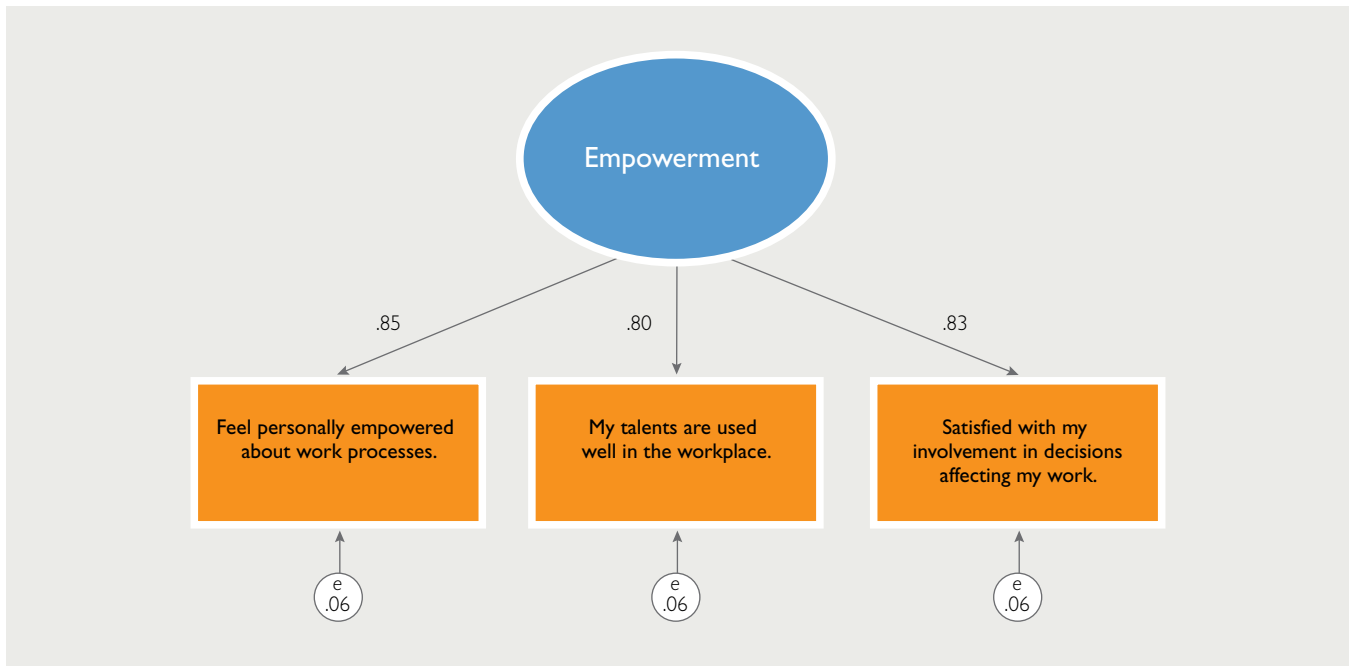 Empowerment
.85
.80
.83
Feel personally empowered
about work processes.
My talents are used
well in the workplace.
Satisfied with my
involvement in decisions
affecting my work.
e
.06
e
.06
e
.06